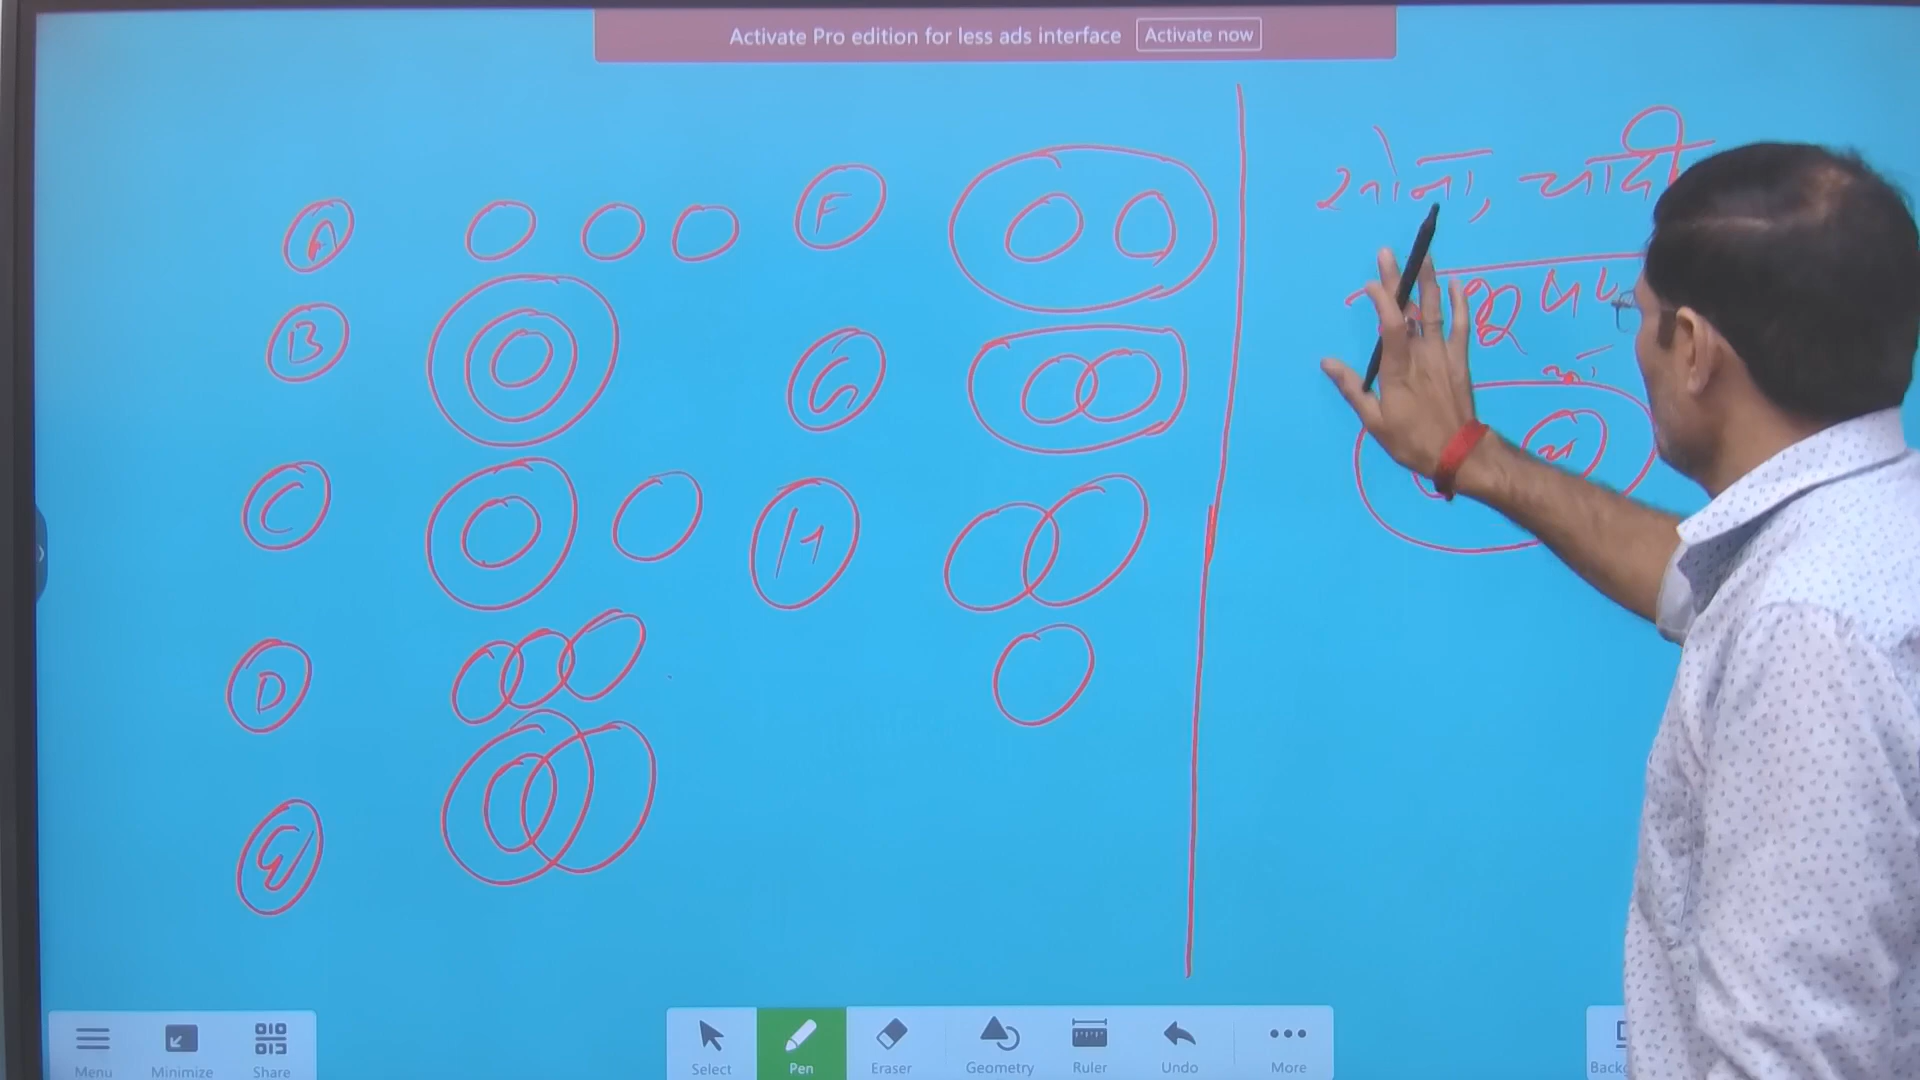 Activate Pro edition for less ads interface Activate now
A
B
C
D
E
F
G
H
सोना, चांदी
Menu Minimize Share Select Pen Eraser Geometry Ruler Undo More